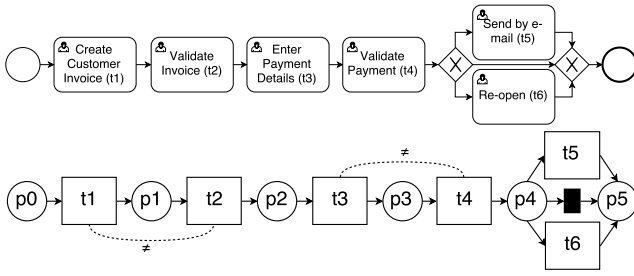 Create
Customer
Invoice (t1)
Validate
Invoice (t2)
Enter
Payment
Details (t3)
Validate
Payment (t4)
Send by e-
mail (t5)
X
X
Re-open (t6)
≠
≠
p0
t1
p1
t2
p2
t3
p3
t4
p4
t5
t6
p5